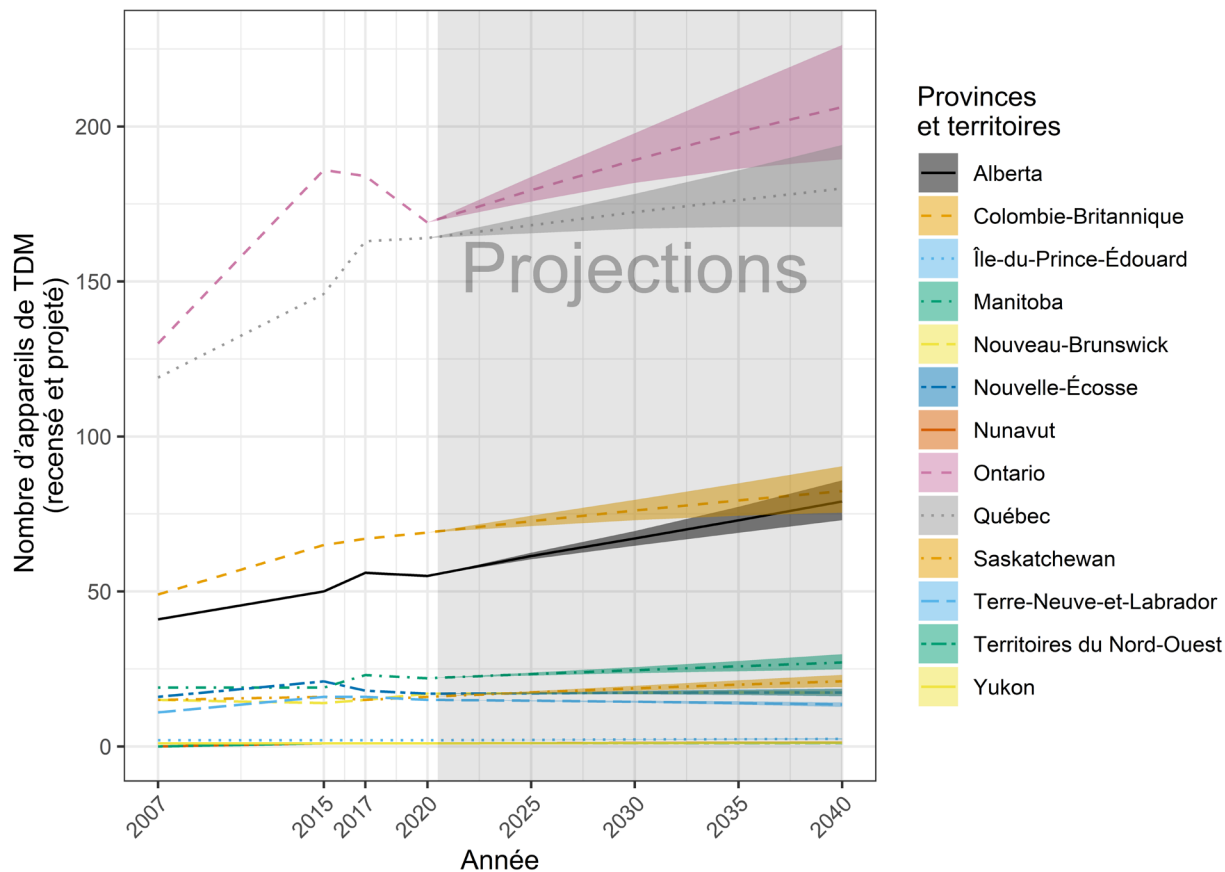 Nombre d'appareils de TDM
(recensé et projeté)
200
150
100
50
0
Projections
2007
2015
2017
2020
2025
2030
2035
2040
Année
Provinces
et territoires
Alberta
Colombie-Britannique
Île-du-Prince-Édouard
Manitoba
Nouveau-Brunswick
Nouvelle-Écosse
Nunavut
Ontario
Québec
Saskatchewan
Terre-Neuve-et-Labrador
Territoires du Nord-Ouest
Yukon